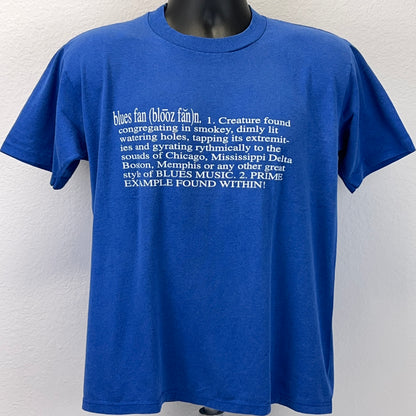 blues fan (blōōz făn)n. 1. Creature found
congregating in smokey, dimly lit
watering holes, tapping its extremit-
ies and gyrating rythmically to the
sounds of Chicago, Mississippi Delta
Boston, Memphis or any other great
style of BLUES MUSIC. 2. PRIME
EXAMPLE FOUND WITHIN!